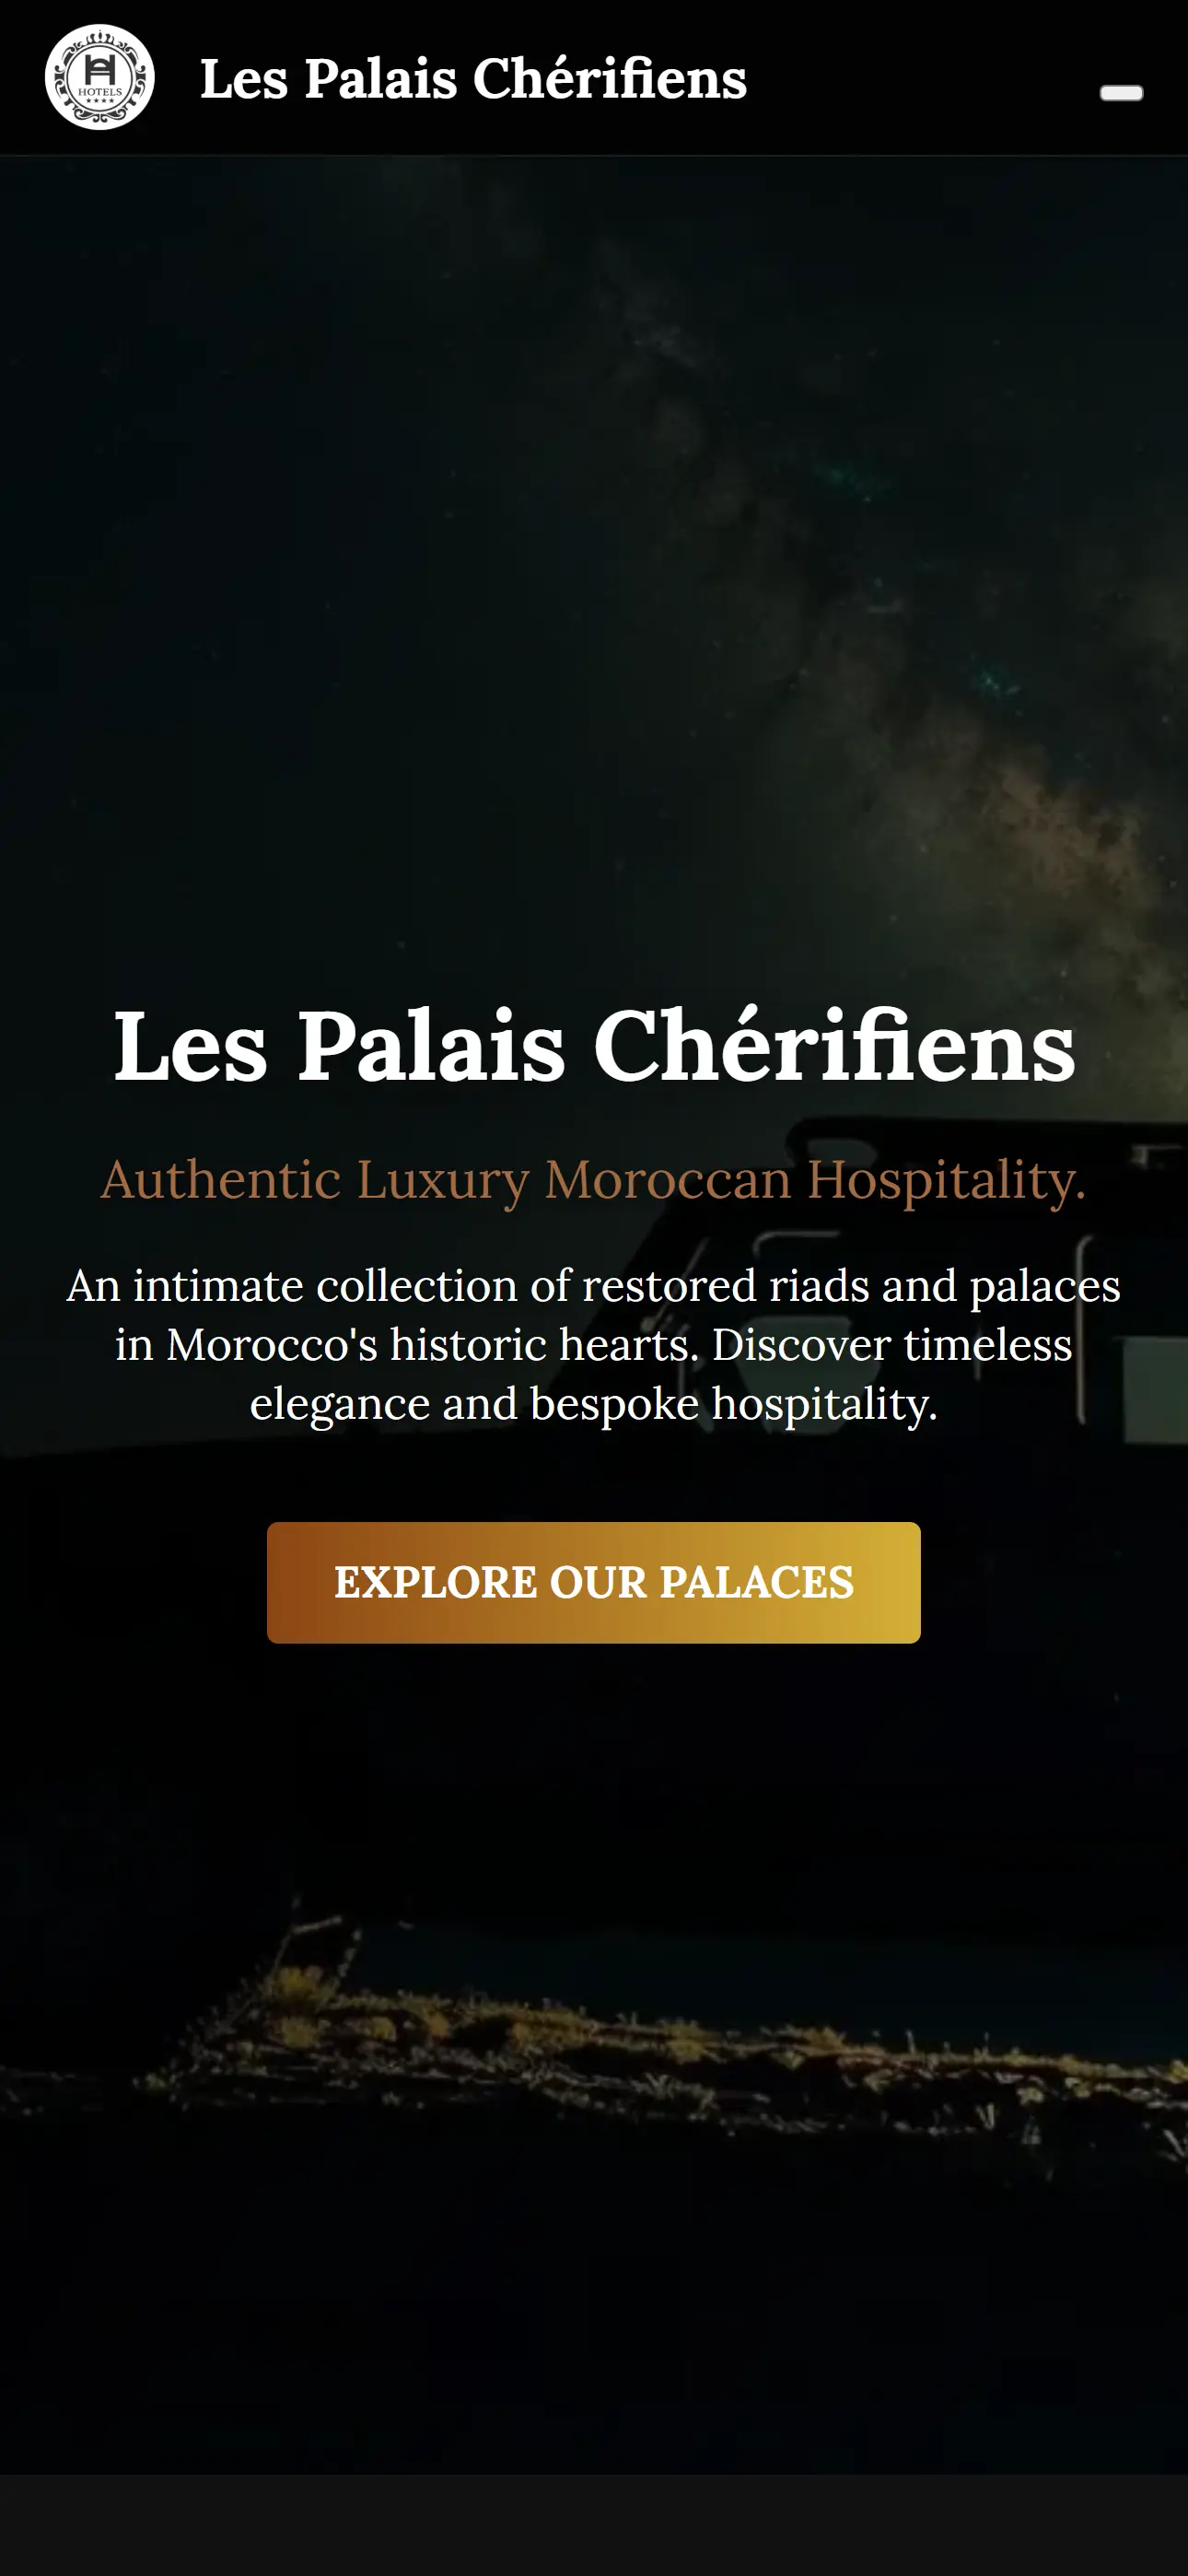 HOTELS
Les Palais Chérifiens
Les Palais Chérifiens
Authentic Luxury Moroccan Hospitality.
An intimate collection of restored riads and palaces
in Morocco's historic hearts. Discover timeless
elegance and bespoke hospitality.
EXPLORE OUR PALACES